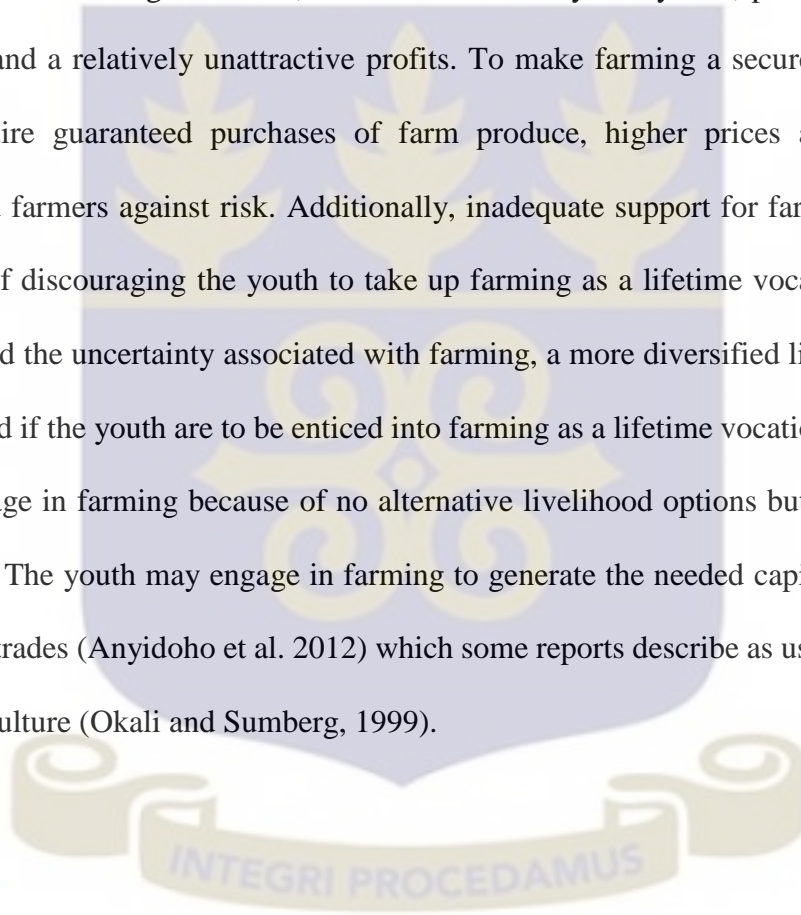 and a relatively unattractive profits. To make farming a secure
ire guaranteed purchases of farm produce, higher prices a
farmers against risk. Additionally, inadequate support for far
f discouraging the youth to take up farming as a lifetime voca
d the uncertainty associated with farming, a more diversified li
d if the youth are to be enticed into farming as a lifetime vocatio
ge in farming because of no alternative livelihood options but
The youth may engage in farming to generate the needed capi
trades (Anyidoho et al. 2012) which some reports describe as us
ulture (Okali and Sumberg, 1999).
INTEGRI PROCEDAMUS